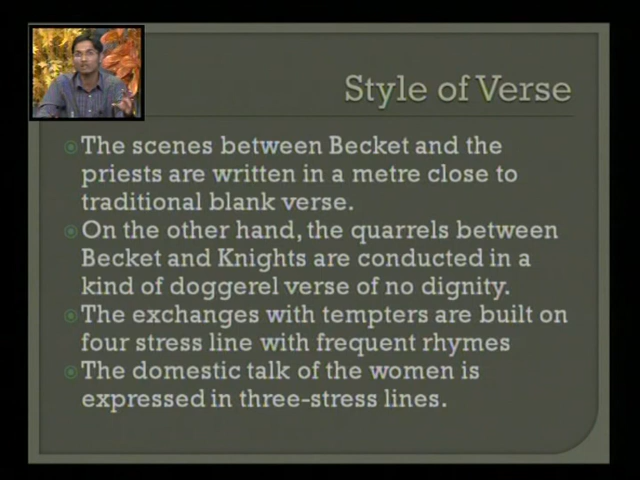 Style of Verse
The scenes between Becket and the
priests are written in a metre close to
traditional blank verse.
On the other hand, the quarrels between
Becket and Knights are conducted in a
kind of doggerel verse of no dignity.
The exchanges with tempters are built on
four stress line with frequent rhymes
The domestic talk of the women is
expressed in three-stress lines.